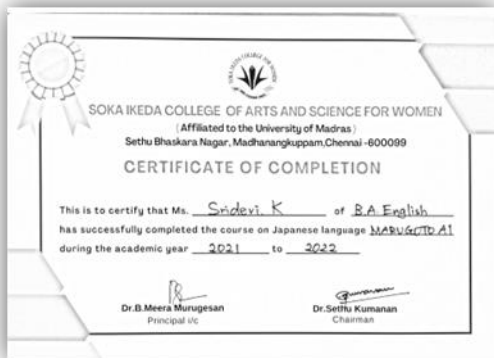 SOKA IKEDA COLLEGE OF ARTS AND SCIENCE FOR WOMEN
(Affiliated to the University of Madras)
Sethu Bhaskara Nagar, Madhanangkuppam,Chennai -600099
CERTIFICATE OF COMPLETION
This is to certify that Ms. Sridevi. K of B.A. English
has successfully completed the course on Japanese language MARUGOTO A1
during the academic year 2021 to 2022
Dr.B.Meera Murugesan
Principal i/c
Dr.Sethu Kumanan
Chairman